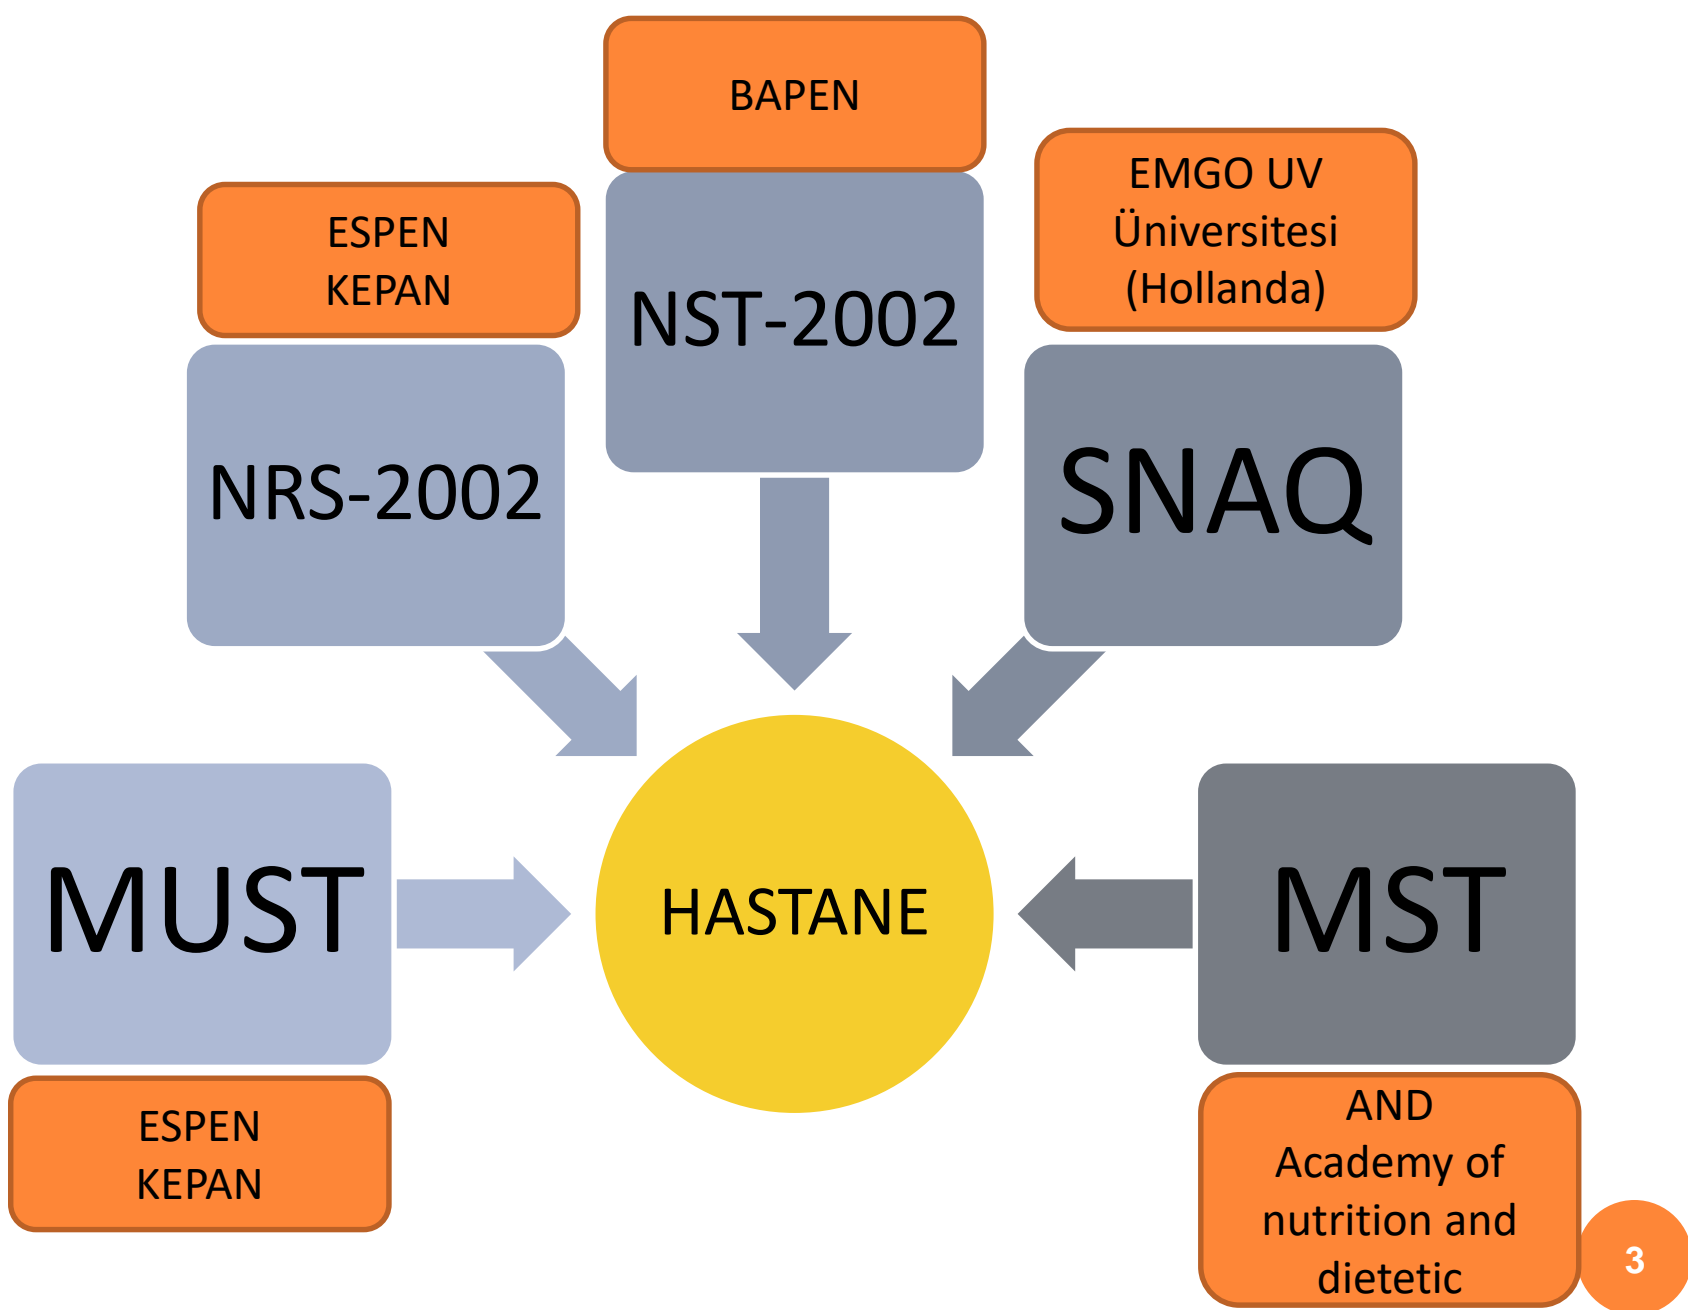 BAPEN
NST-2002
ESPEN
KEPAN
NRS-2002
EMGO UV
Üniversitesi
(Hollanda)
SNAQ
MUST
ESPEN
KEPAN
HASTANE
MST
AND
Academy of
nutrition and
dietetic
3